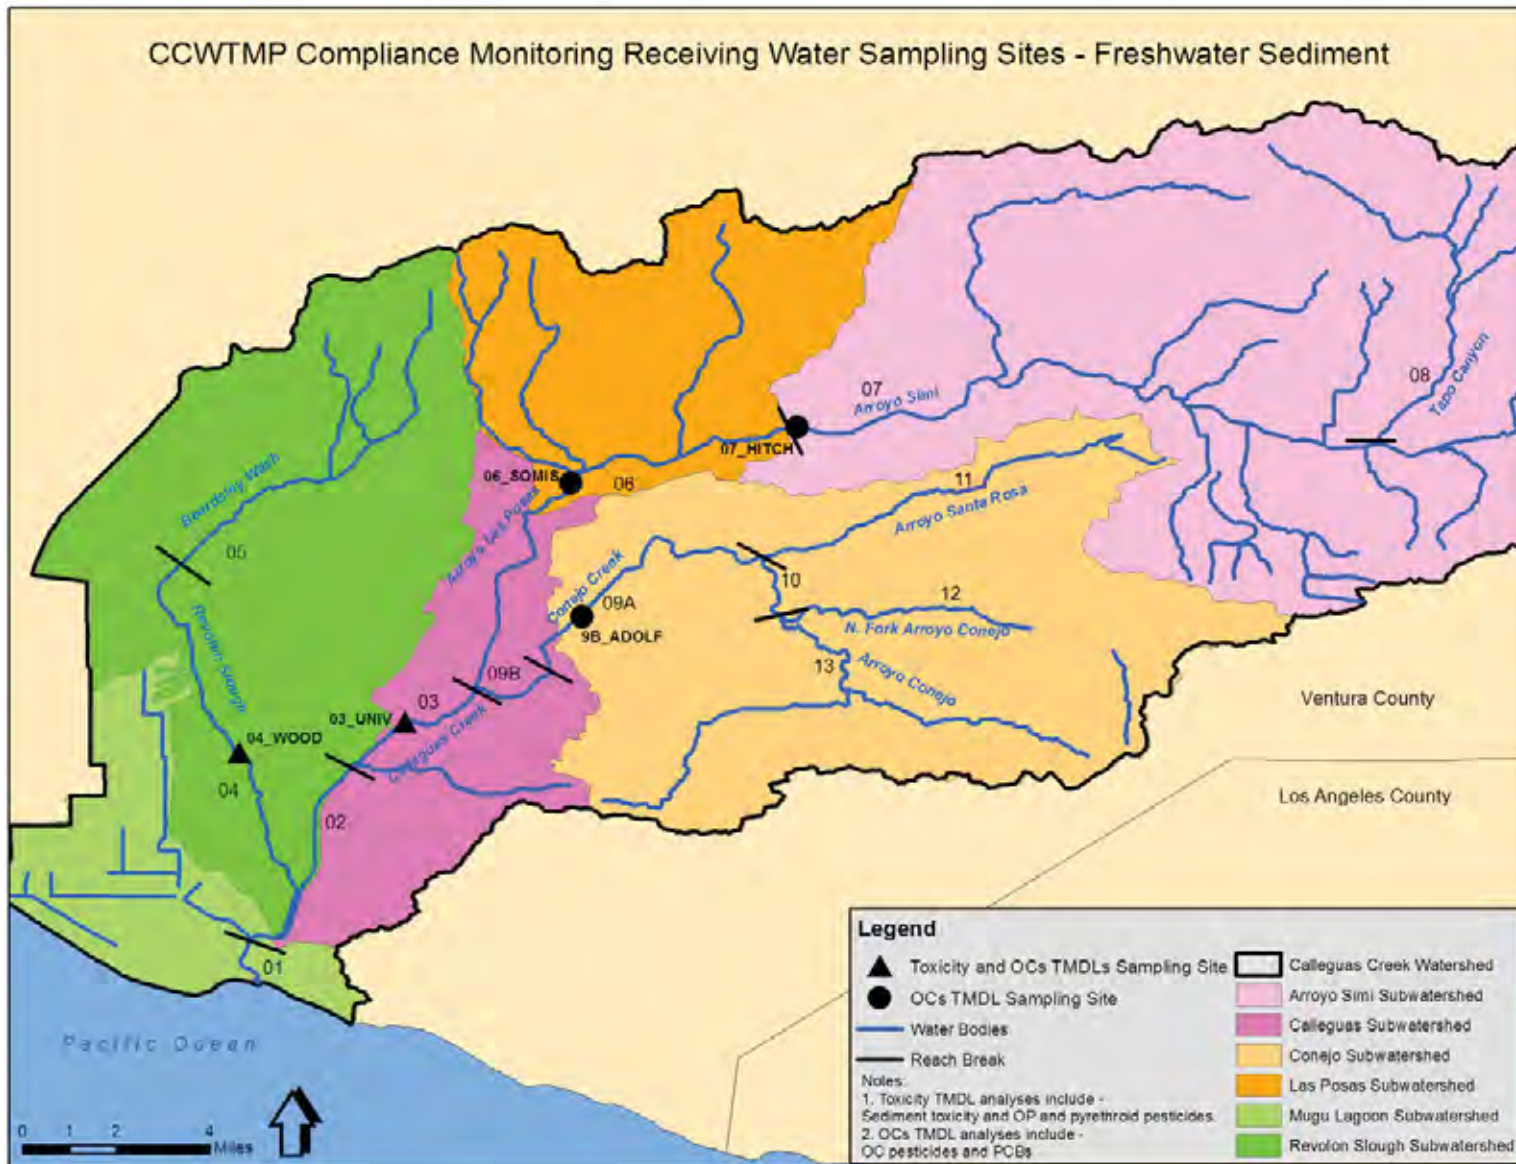 CCWTMP Compliance Monitoring Receiving Water Sampling Sites - Freshwater Sediment
07
Arroyo Simi
08
Tapo Canyon
07_HITCH
06_SOMIS
06
11
Arroyo Santa Rosa
Beardsley Wash
05
Arroyo Las Posas
Conejo Creek
09A
9B_ADOLF
10
12
N. Fork Arroyo Conejo
13
Arroyo Conejo
Revolon Slough
09B
03
03_UNIV
Calleguas Creek
04_WOOD
04
02
01
Ventura County
Los Angeles County
Pacific Ocean
0 1 2 4
Miles
Legend
Toxicity and OCs TMDLs Sampling Site
OCs TMDL Sampling Site
Water Bodies
Reach Break
Notes:
1. Toxicity TMDL analyses include -
Sediment toxicity and OP and pyrethroid pesticides.
2. OCs TMDL analyses include -
OC pesticides and PCBs
Calleguas Creek Watershed
Arroyo Simi Subwatershed
Calleguas Subwatershed
Conejo Subwatershed
Las Posas Subwatershed
Mugu Lagoon Subwatershed
Revolon Slough Subwatershed